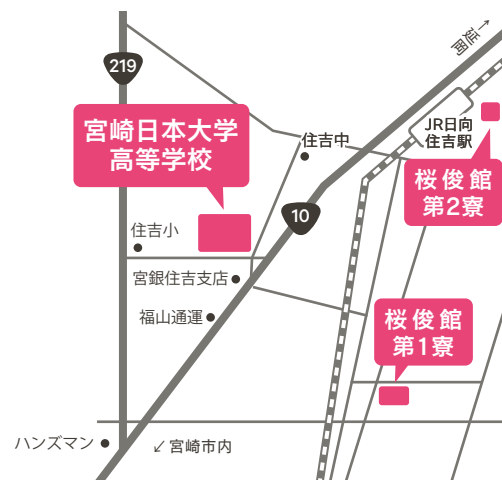 219
↑延岡
宮崎日本大学
高等学校
住吉中
JR日向
住吉駅
桜俊館
第2寮
10
住吉小
宮銀住吉支店
福山通運
桜俊館
第1寮
ハンズマン
↙宮崎市内